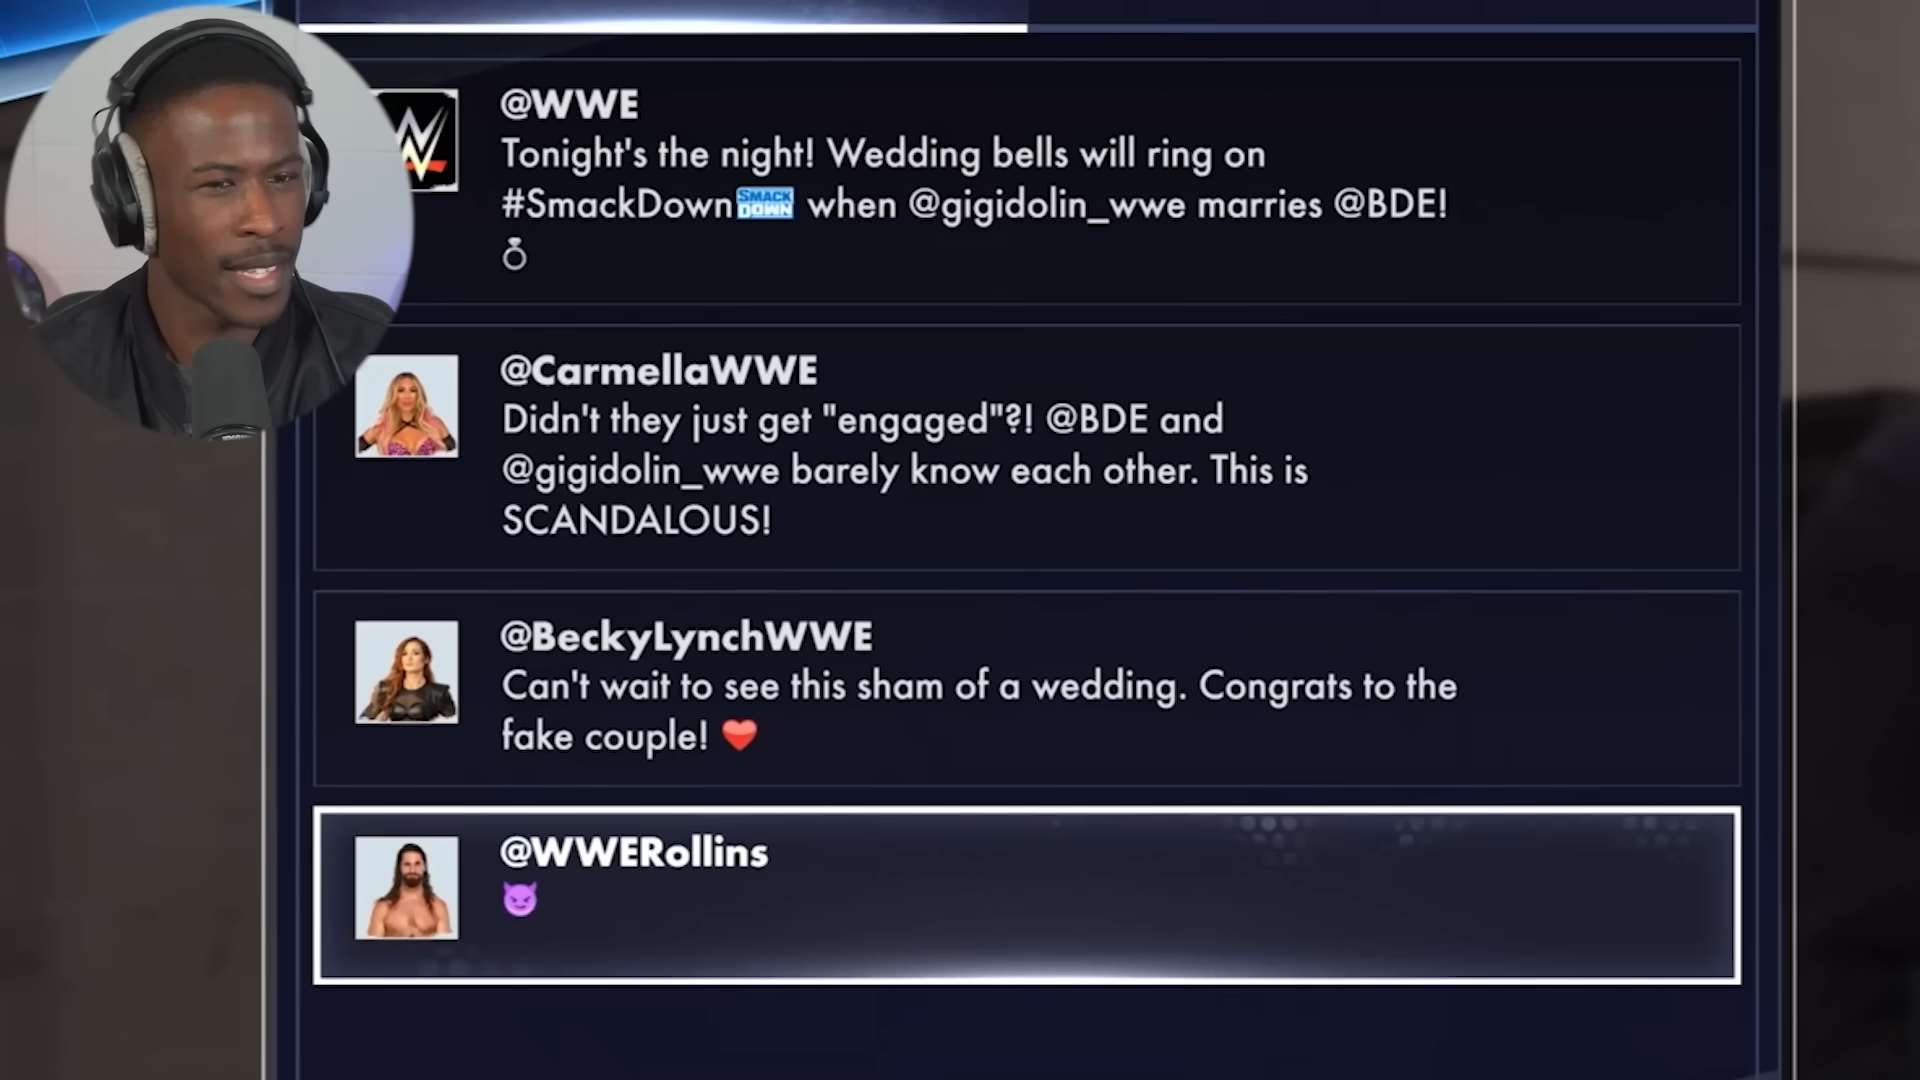 @WWE
Tonight's the night! Wedding bells will ring on
#SmackDown SMACK DOWN when @gigidolin_wwe marries @BDE!
@CarmellaWWE
Didn't they just get "engaged"?! @BDE and
@gigidolin_wwe barely know each other. This is
SCANDALOUS!
@BeckyLynchWWE
Can't wait to see this sham of a wedding. Congrats to the
fake couple! ❤️
@WWERollins
😈